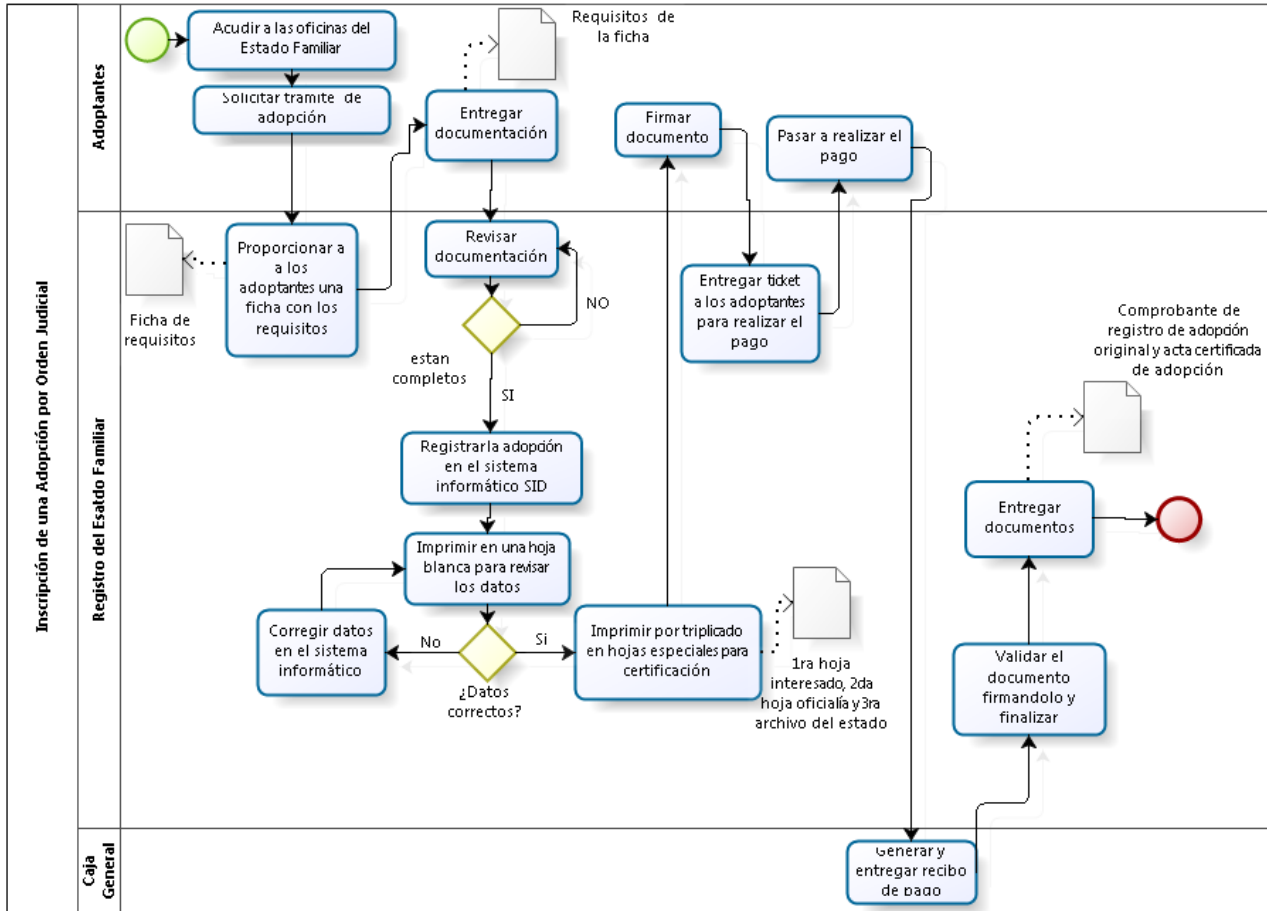 Inscripción de una Adopción por Orden Judicial
Adoptantes
Acudir a las oficinas del
Estado Familiar
Solicitar tramite de
adopción
Entregar
documentación
Requisitos de
la ficha
Firmar
documento
Pasar a realizar el
pago
Registro del Esatdo Familiar
Ficha de
requisitos
Proporcionar a
a los
adoptantes una
ficha con los
requisitos
Revisar
documentación
NO
estan
completos
SI
Entregar ticket
a los adoptantes
para realizar el
pago
Registrarla adopción
en el sistema
informático SID
Imprimir en una hoja
blanca para revisar
los datos
Corregir datos
en el sistema
informático
No
¿Datos
correctos?
Si
Imprimir por triplicado
en hojas especiales para
certificación
1ra hoja
interesado, 2da
hoja oficialía y 3ra
archivo del estado
Comprobante de
registro de adopción
original y acta certificada
de adopción
Entregar
documentos
Validar el
documento
firmandolo y
finalizar
Caja
General
Generar y
entregar recibo
de pago